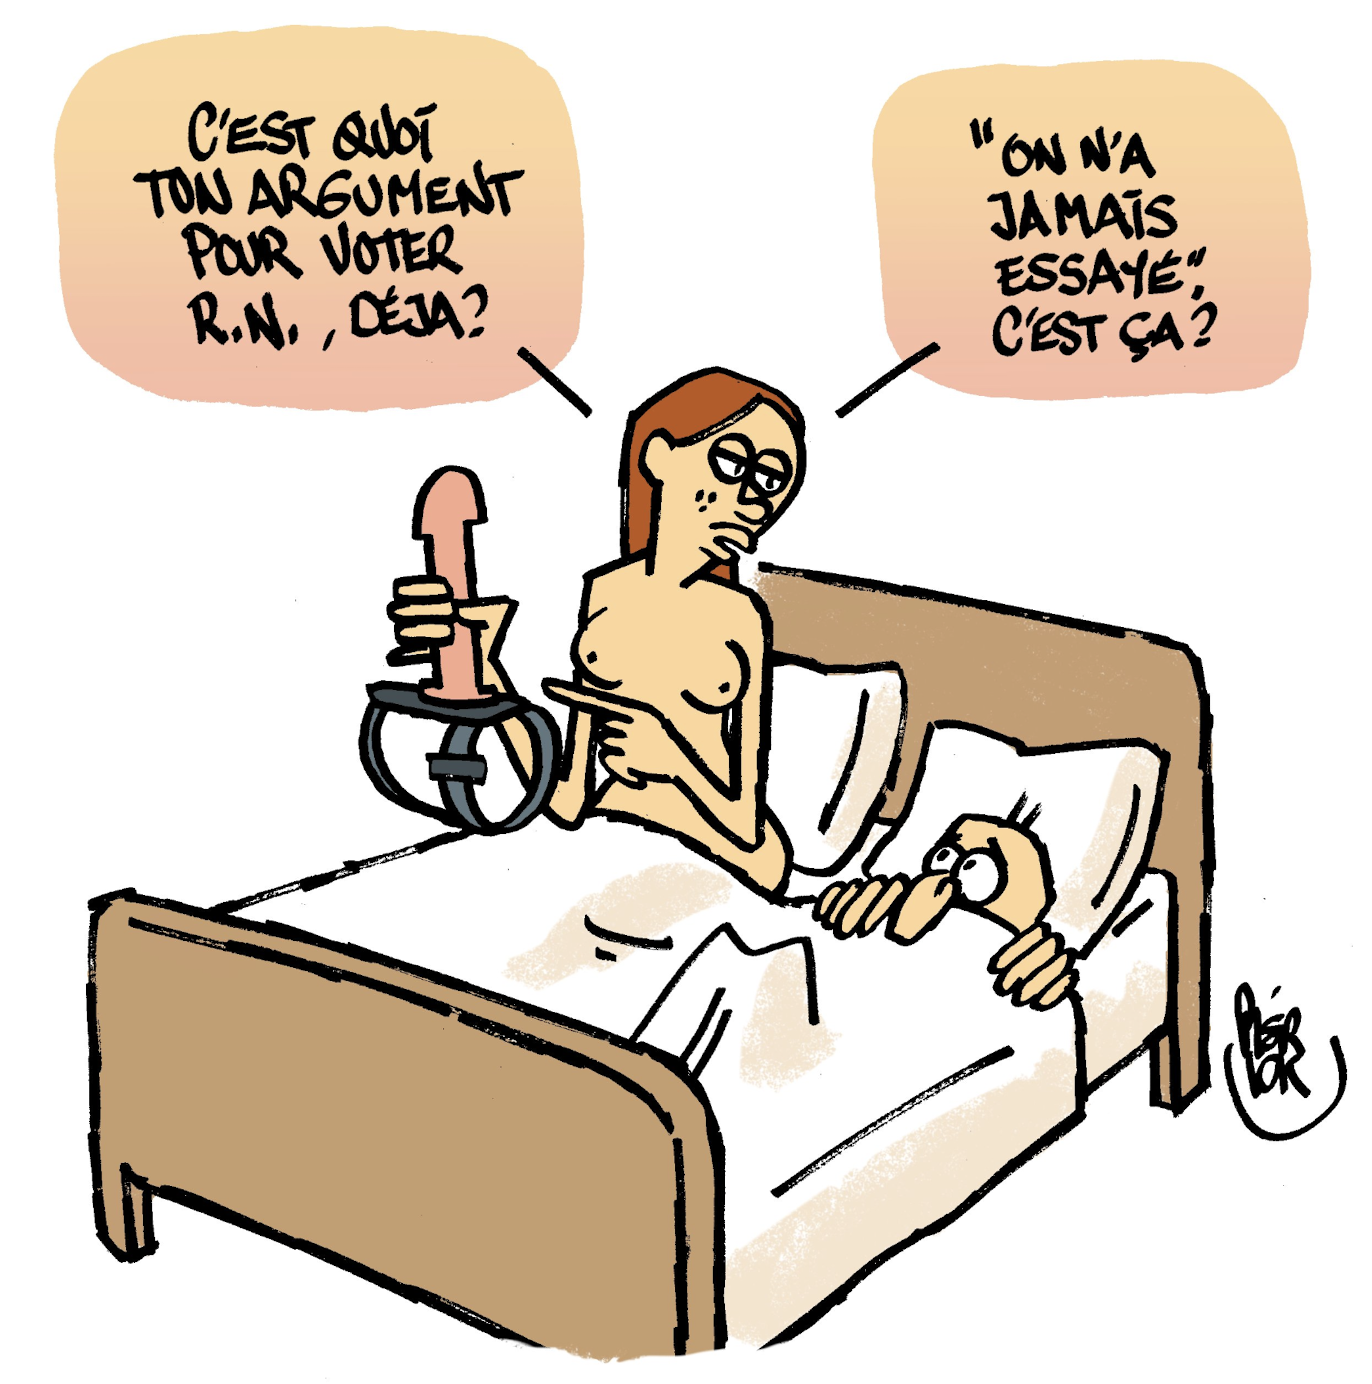 C'EST QUOI
TON ARGUMENT
POUR VOTER
R.N., DÉJA?
"ON N'A
JAMAIS
ESSAYÉ",
C'EST ÇA?